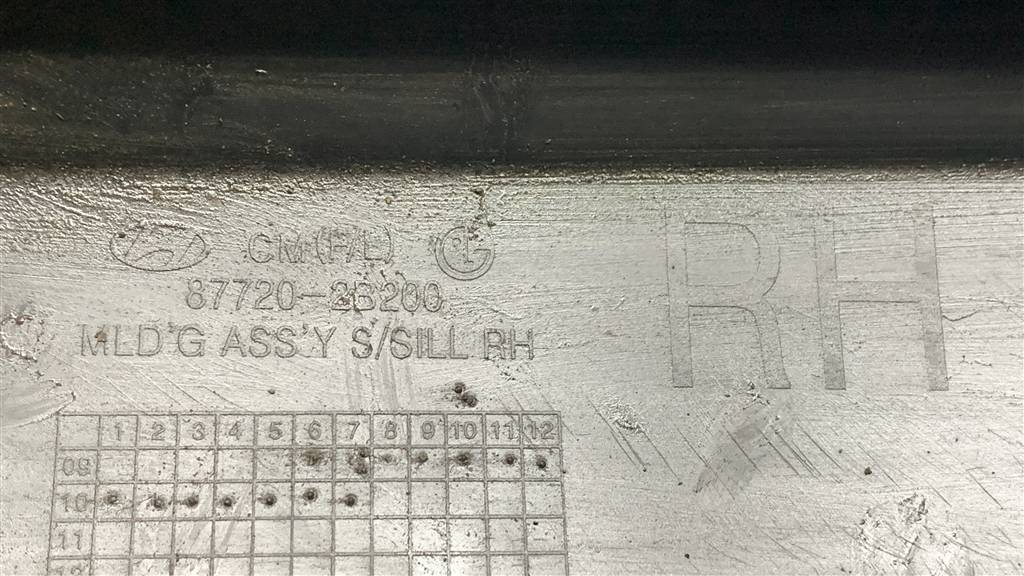 CM(F/L) PLG
87720-2B200
MLD'G ASS'Y S/SILL RH
RH
1 2 3 4 5 6 7 8 9 10 11 12
09
10
11